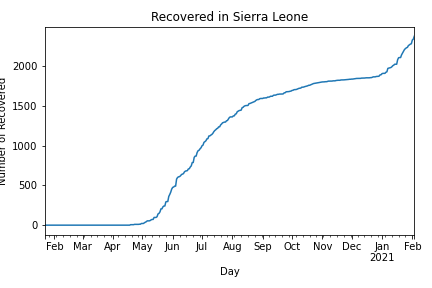 Recovered in Sierra Leone
Number of Recovered
2000
1500
1000
500
0
Feb Mar Apr May Jun Jul Aug Sep Oct Nov Dec Jan Feb
2021
Day